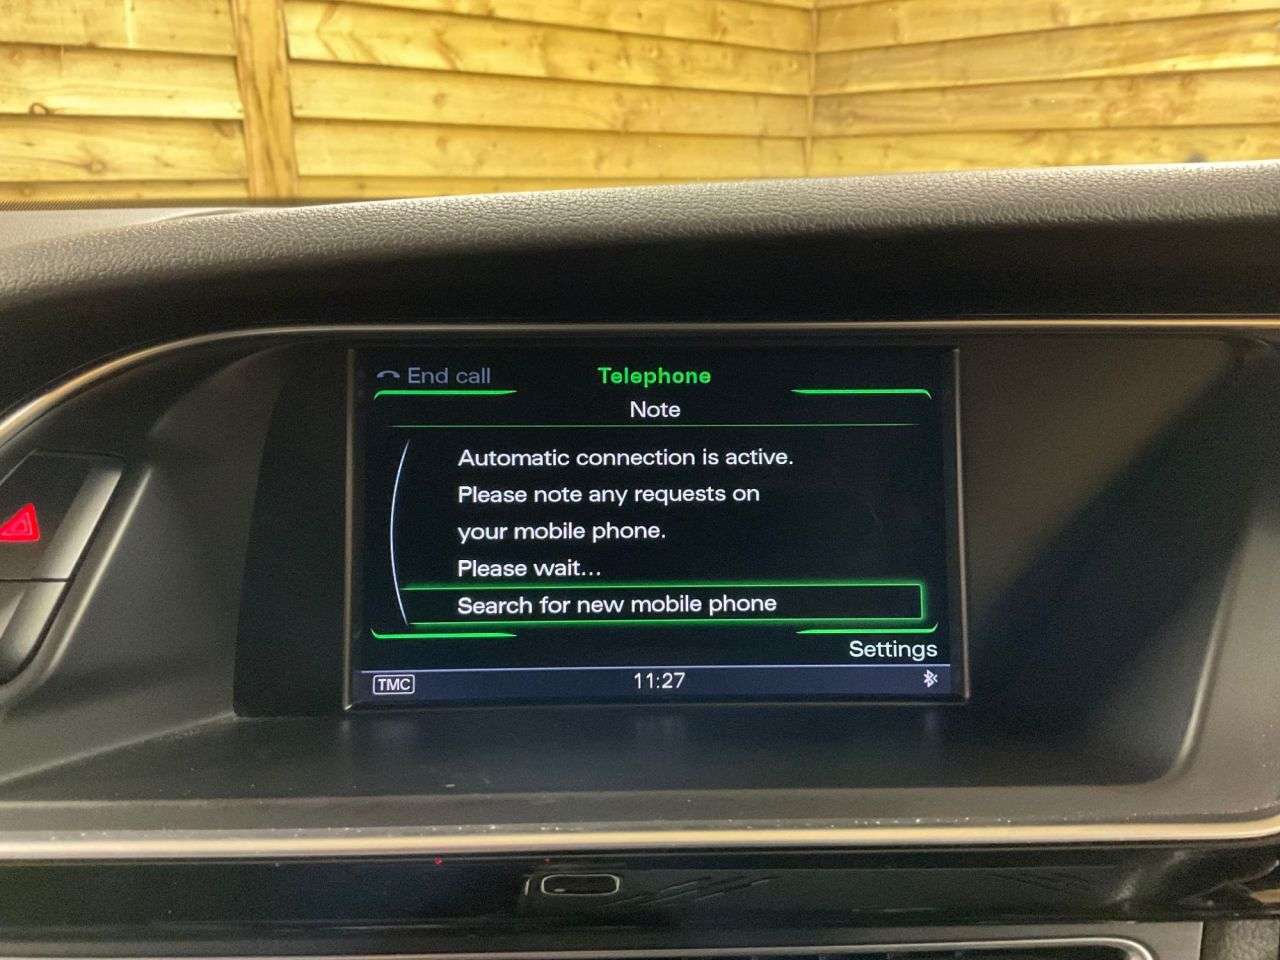 End call
Telephone
Note
Automatic connection is active.
Please note any requests on
your mobile phone.
Please wait...
Search for new mobile phone
Settings
TMC
11:27